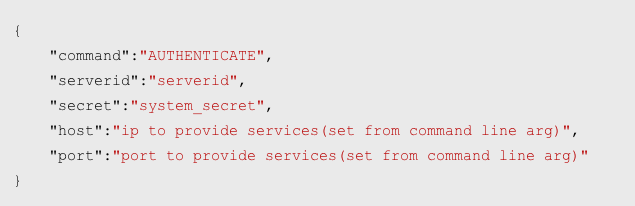 {
    "command":"AUTHENTICATE",
    "serverid":"serverid",
    "secret":"system_secret",
    "host":"ip to provide services(set from command line arg)",
    "port":"port to provide services(set from command line arg)"
}